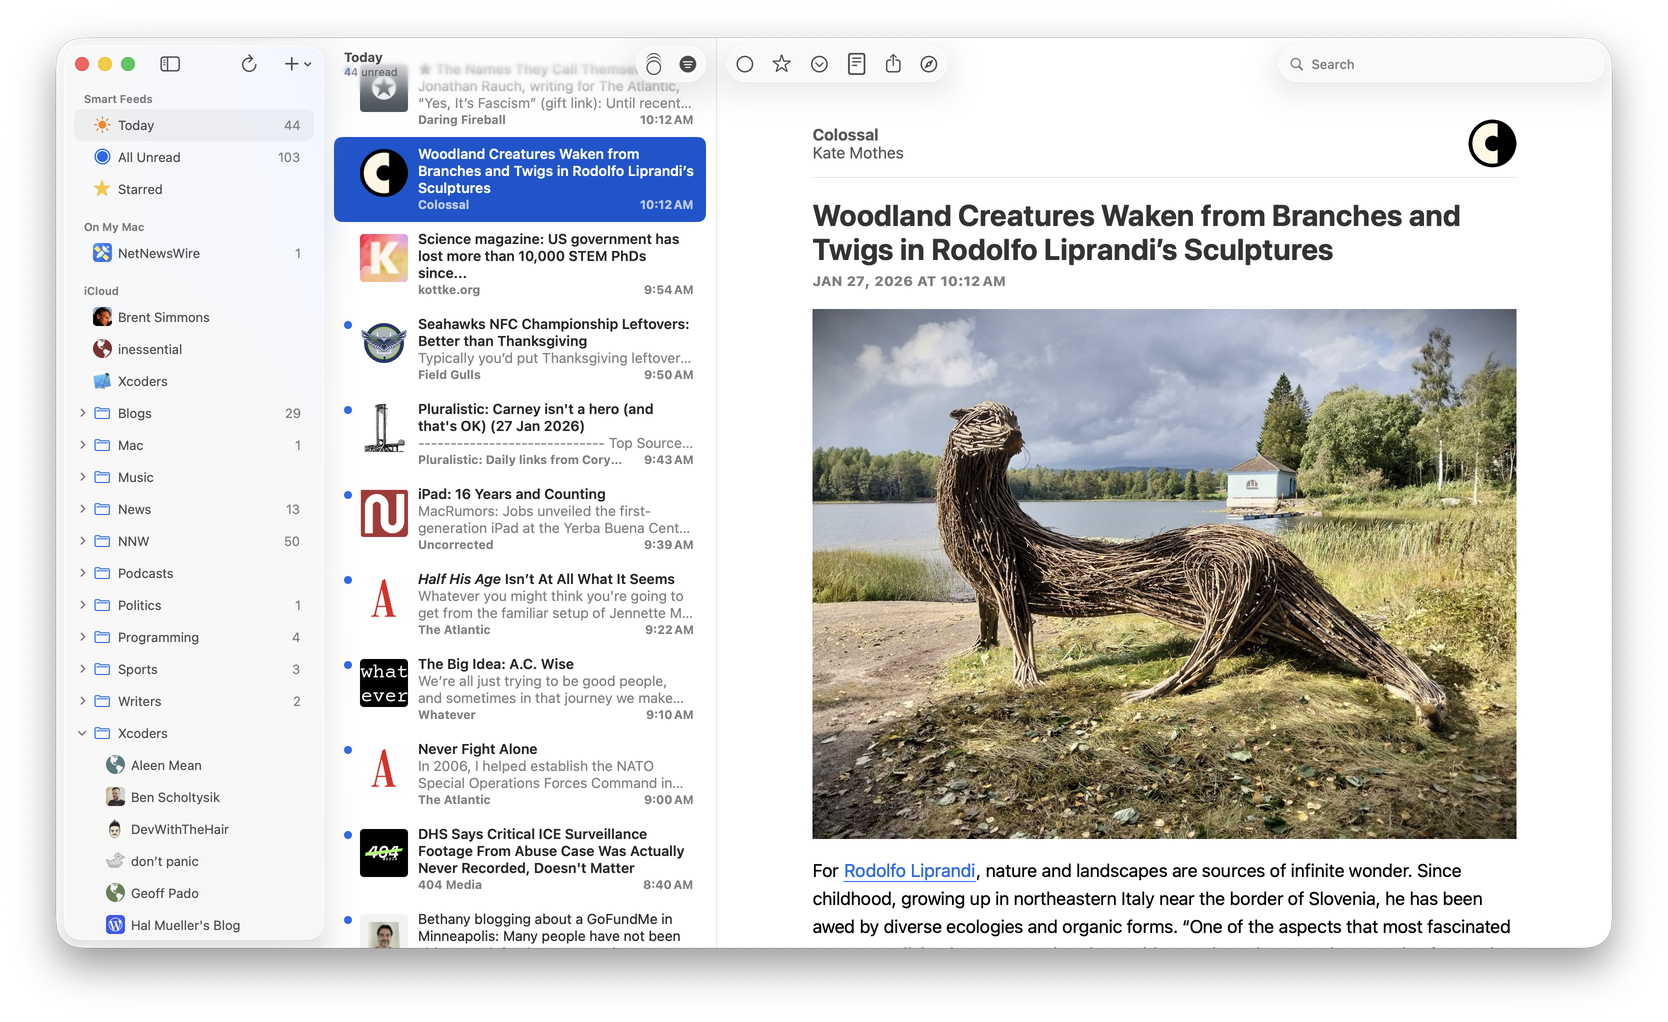 Smart Feeds
Today 44
All Unread 103
Starred
On My Mac
NetNewsWire 1
iCloud
Brent Simmons
inessential
Xcoders
Blogs 29
Mac 1
Music
News 13
NNW 50
Podcasts
Politics 1
Programming 4
Sports 3
Writers 2
Xcoders
Aleen Mean
Ben Scholtysik
DevWithTheHair
don't panic
Geoff Pado
Hal Mueller's Blog
Today
44 unread
★ The Names They Call Themse
Jonathan Rauch, writing for The Atlantic,
“Yes, It’s Fascism” (gift link): Until recent...
Daring Fireball 10:12 AM
Woodland Creatures Waken from
Branches and Twigs in Rodolfo Liprandi’s
Sculptures
Colossal 10:12 AM
K
Science magazine: US government has
lost more than 10,000 STEM PhDs
since...
kottke.org 9:54 AM
Seahawks NFC Championship Leftovers:
Better than Thanksgiving
Typically you’d put Thanksgiving leftover...
Field Gulls 9:50 AM
Pluralistic: Carney isn't a hero (and
that's OK) (27 Jan 2026)
----------------------------- Top Source...
Pluralistic: Daily links from Cory... 9:43 AM
iPad: 16 Years and Counting
MacRumors: Jobs unveiled the first-
generation iPad at the Yerba Buena Cent...
Uncorrected 9:39 AM
A
Half His Age Isn’t At All What It Seems
Whatever you might think you’re going to
get from the familiar setup of Jennette M...
The Atlantic 9:22 AM
what
ever
The Big Idea: A.C. Wise
We’re all just trying to be good people,
and sometimes in that journey we make...
Whatever 9:10 AM
A
Never Fight Alone
In 2006, I helped establish the NATO
Special Operations Forces Command in...
The Atlantic 9:00 AM
404
DHS Says Critical ICE Surveillance
Footage From Abuse Case Was Actually
Never Recorded, Doesn't Matter
404 Media 8:40 AM
Bethany blogging about a GoFundMe in
Minneapolis: Many people have not been
Search
Colossal
Kate Mothes
Woodland Creatures Waken from Branches and
Twigs in Rodolfo Liprandi’s Sculptures
JAN 27, 2026 AT 10:12 AM
For Rodolfo Liprandi, nature and landscapes are sources of infinite wonder. Since
childhood, growing up in northeastern Italy near the border of Slovenia, he has been
awed by diverse ecologies and organic forms. “One of the aspects that most fascinated